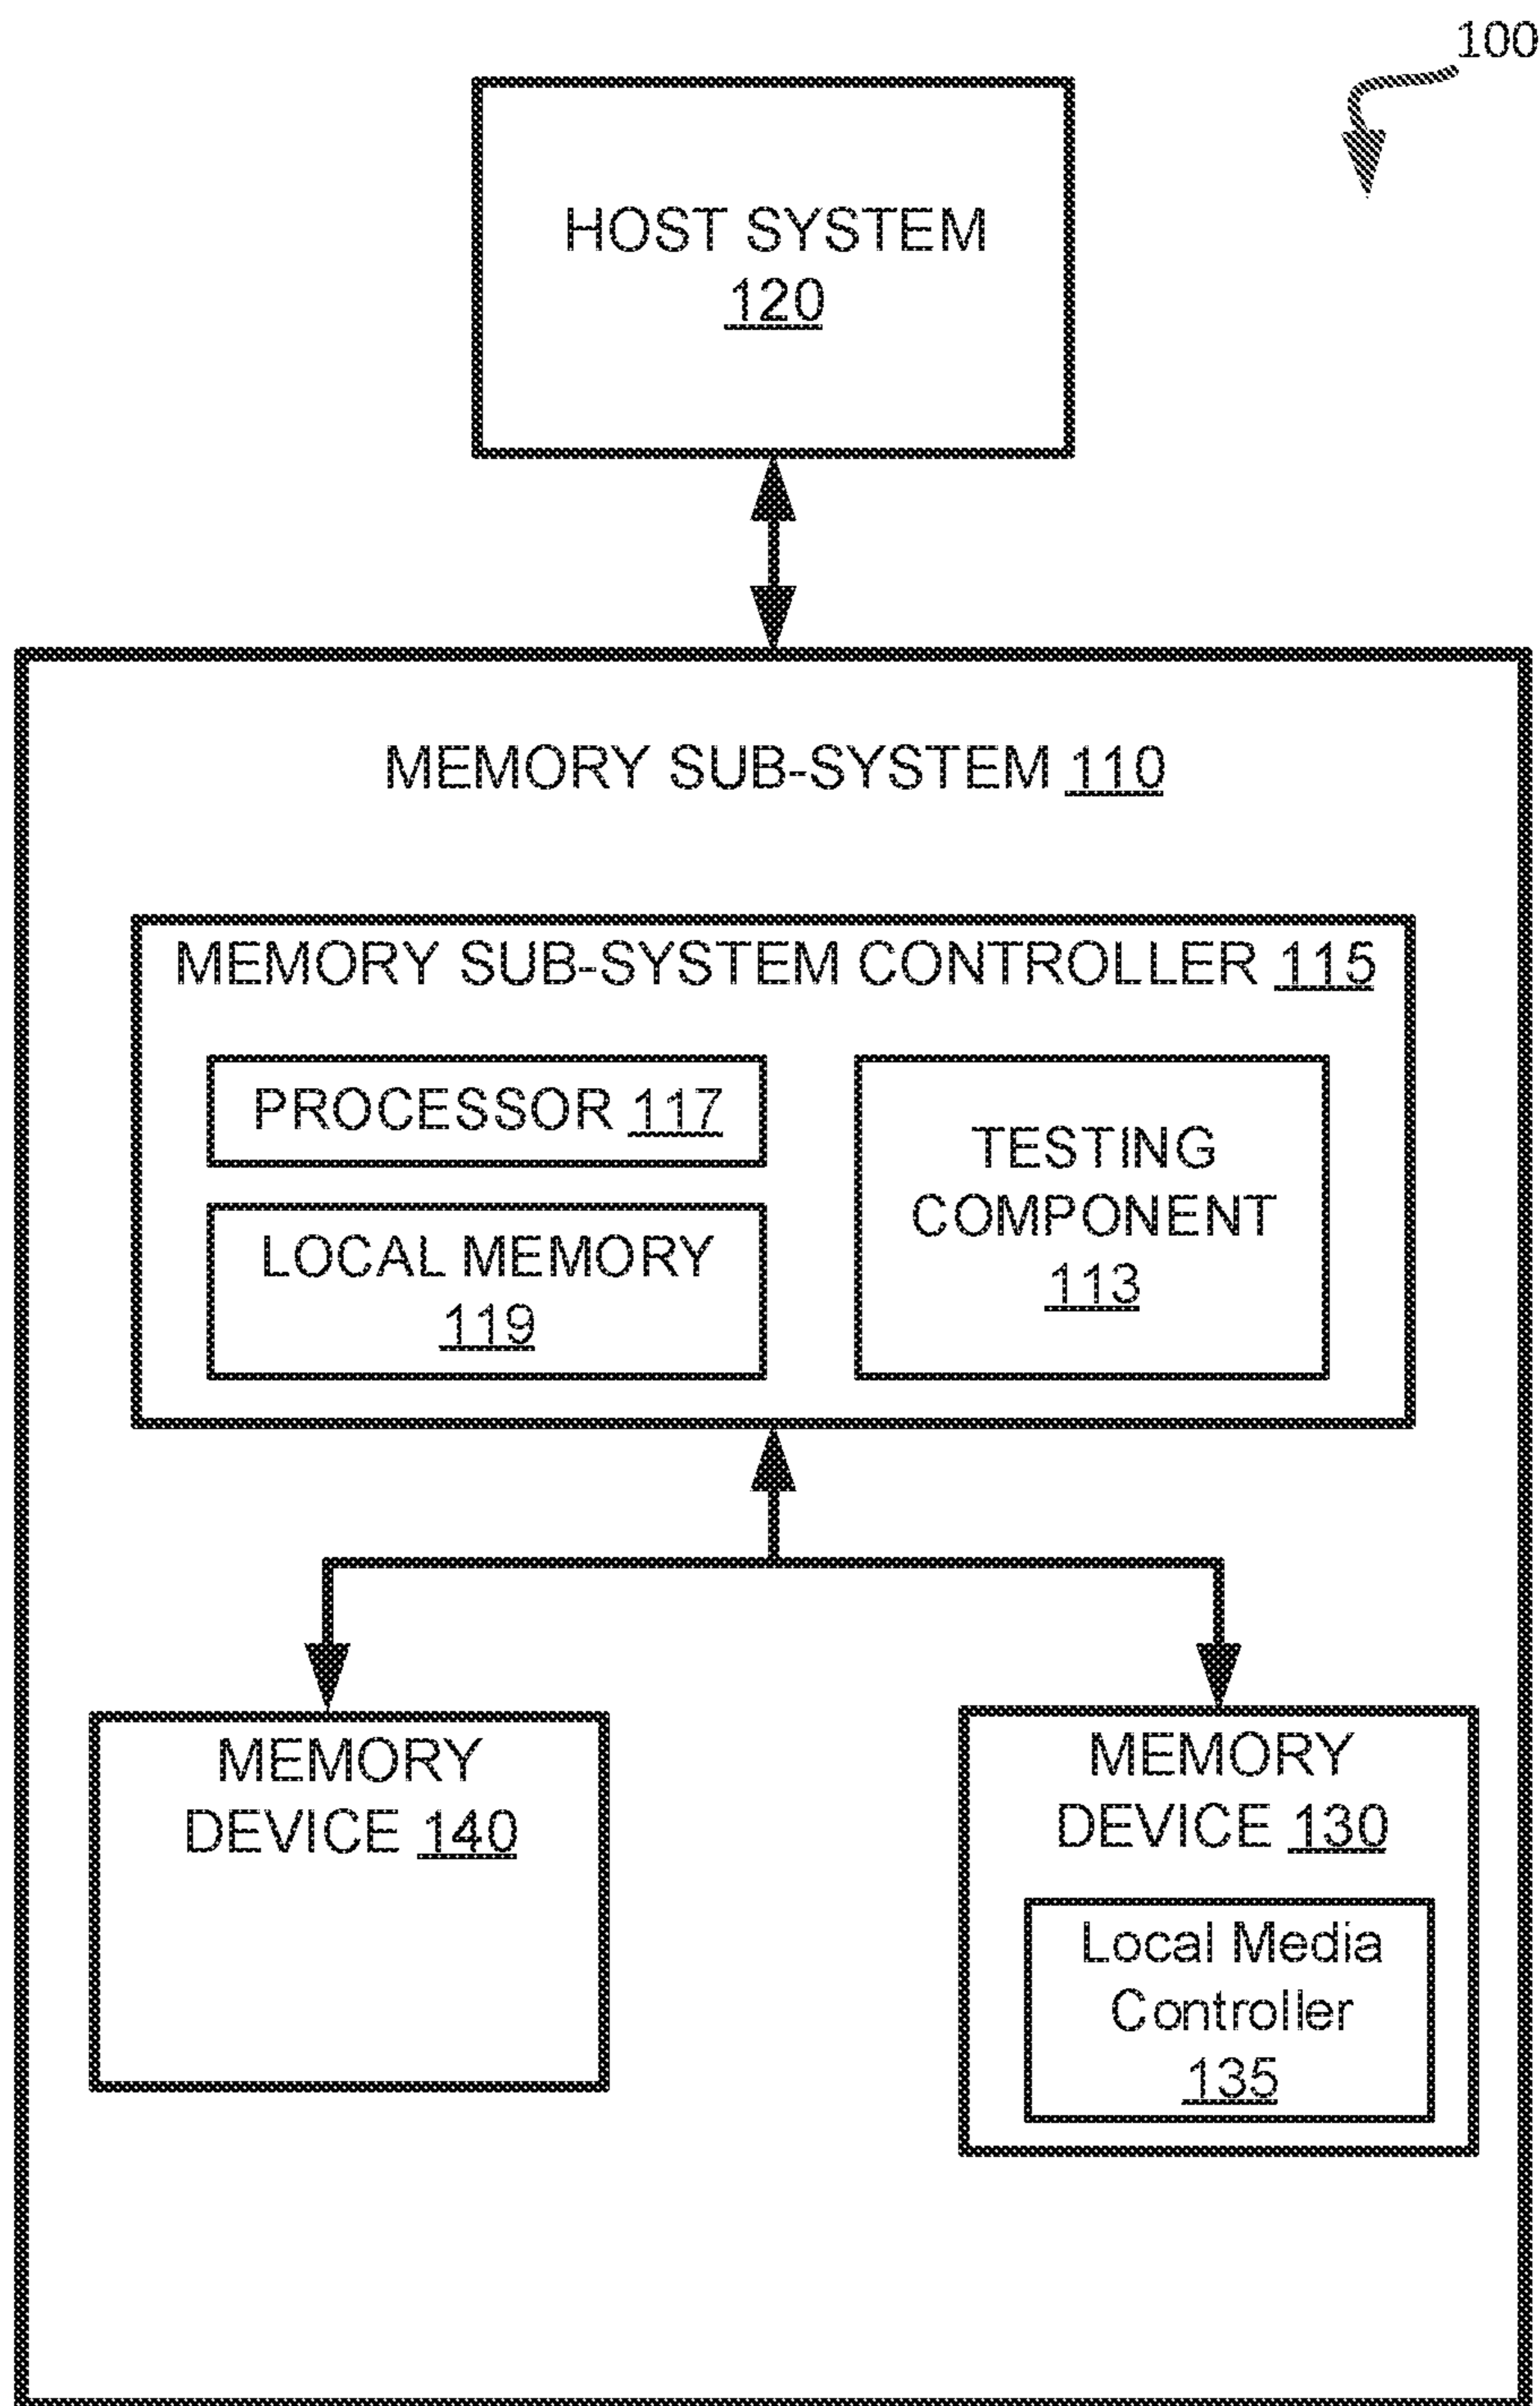 100
HOST SYSTEM
120
MEMORY SUB-SYSTEM 110
MEMORY SUB-SYSTEM CONTROLLER 115
PROCESSOR 117
LOCAL MEMORY
119
TESTING
COMPONENT
113
MEMORY
DEVICE 140
MEMORY
DEVICE 130
Local Media
Controller
135